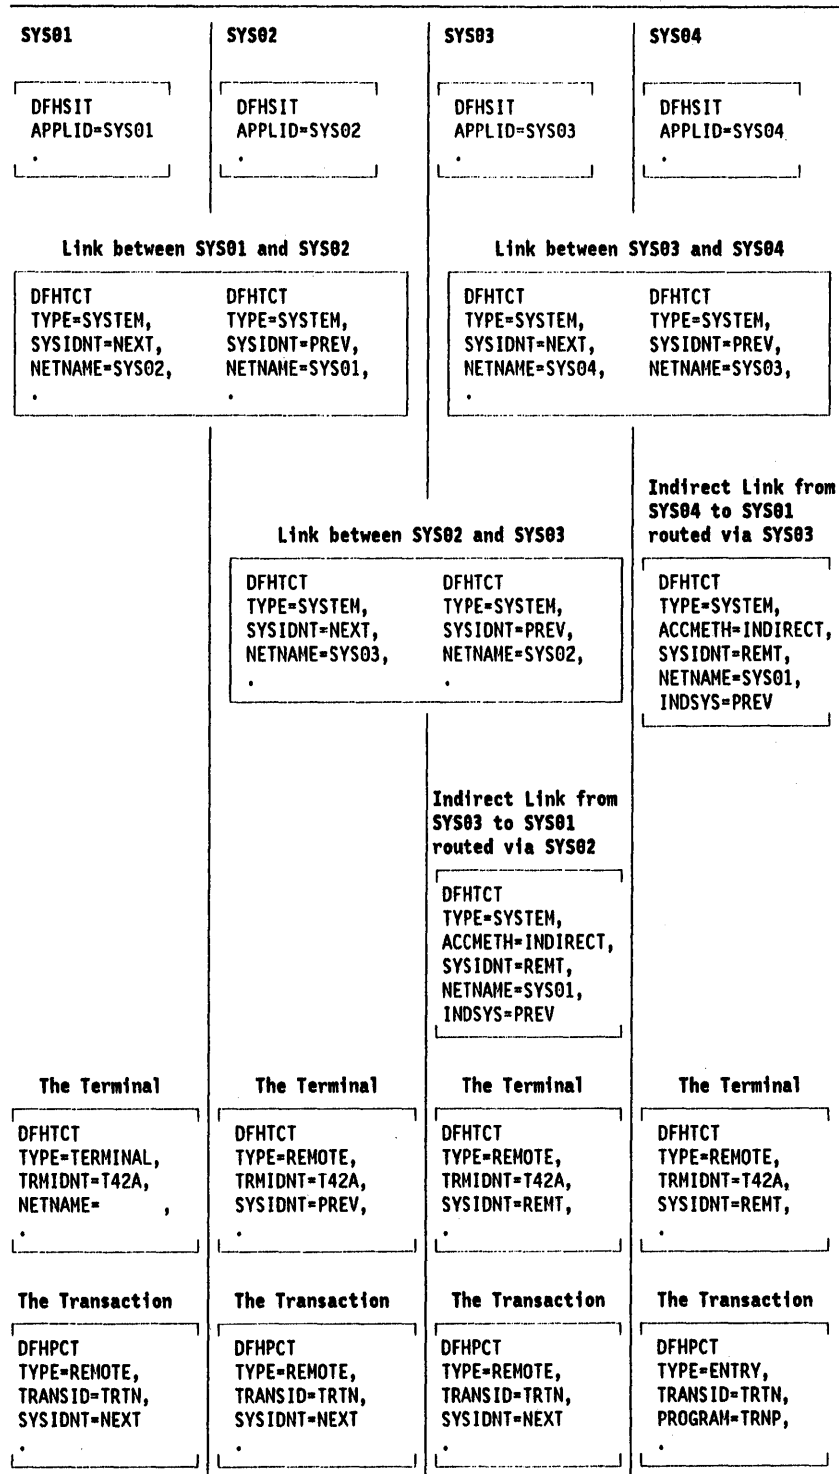 SYS01
SYS02
SYS03
SYS04
DFHSIT
APPLID=SYS01
.
DFHSIT
APPLID=SYS02
.
DFHSIT
APPLID=SYS03
.
DFHSIT
APPLID=SYS04
.
Link between SYS01 and SYS02
DFHTCT
TYPE=SYSTEM,
SYSIDNT=NEXT,
NETNAME=SYS02,
.
DFHTCT
TYPE=SYSTEM,
SYSIDNT=PREV,
NETNAME=SYS01,
.
Link between SYS03 and SYS04
DFHTCT
TYPE=SYSTEM,
SYSIDNT=NEXT,
NETNAME=SYS04,
.
DFHTCT
TYPE=SYSTEM,
SYSIDNT=PREV,
NETNAME=SYS03,
Link between SYS02 and SYS03
DFHTCT
TYPE=SYSTEM,
SYSIDNT=NEXT,
NETNAME=SYS03,
.
DFHTCT
TYPE=SYSTEM,
SYSIDNT=PREV,
NETNAME=SYS02,
.
Indirect Link from
SYS04 to SYS01
routed via SYS03
DFHTCT
TYPE=SYSTEM,
ACCMETH=INDIRECT,
SYSIDNT=REMT,
NETNAME=SYS01,
INDSYS=PREV
Indirect Link from
SYS03 to SYS01
routed via SYS02
DFHTCT
TYPE=SYSTEM,
ACCMETH=INDIRECT,
SYSIDNT=REMT,
NETNAME=SYS01,
INDSYS=PREV
The Terminal
DFHTCT
TYPE=TERMINAL,
TRMIDNT=T42A,
NETNAME= ,
.
The Terminal
DFHTCT
TYPE=REMOTE,
TRMIDNT=T42A,
SYSIDNT=PREV,
.
The Terminal
DFHTCT
TYPE=REMOTE,
TRMIDNT=T42A,
SYSIDNT=REMT,
.
The Terminal
DFHTCT
TYPE=REMOTE,
TRMIDNT=T42A,
SYSIDNT=REMT,
.
The Transaction
DFHPCT
TYPE=REMOTE,
TRANSID=TRTN,
SYSIDNT=NEXT
.
The Transaction
DFHPCT
TYPE=REMOTE,
TRANSID=TRTN,
SYSIDNT=NEXT
.
The Transaction
DFHPCT
TYPE=REMOTE,
TRANSID=TRTN,
SYSIDNT=NEXT
.
The Transaction
DFHPCT
TYPE=ENTRY,
TRANSID=TRTN,
PROGRAM=TRNP,
.